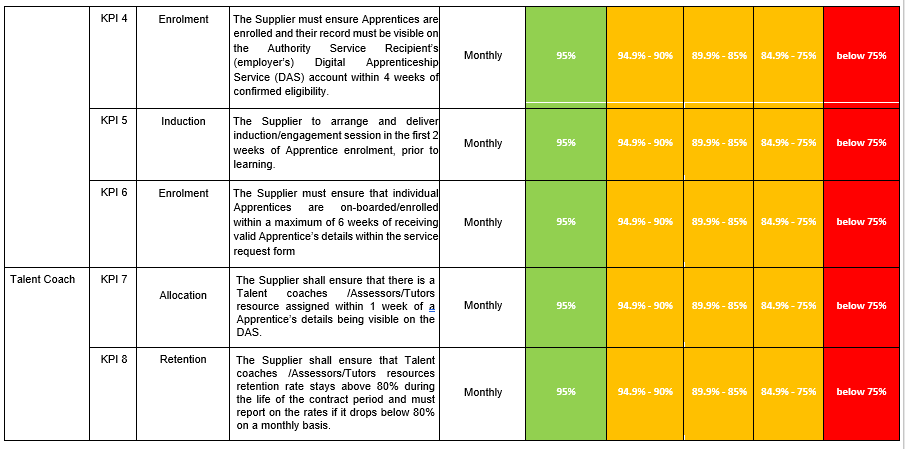 KPI 4 Enrolment The Supplier must ensure Apprentices are
enrolled and their record must be visible on
the Authority Service Recipient's
(employer's) Digital Apprenticeship
Service (DAS) account within 4 weeks of
confirmed eligibility.
Monthly 95% 94.9% - 90% 89.9% - 85% 84.9% - 75% below 75%
KPI 5 Induction The Supplier to arrange and deliver
induction/engagement session in the first 2
weeks of Apprentice enrolment, prior to
learning.
Monthly 95% 94.9% - 90% 89.9% - 85% 84.9% - 75% below 75%
KPI 6 Enrolment The Supplier must ensure that individual
Apprentices are on-boarded/enrolled
within a maximum of 6 weeks of receiving
valid Apprentice's details within the service
request form
Monthly 95% 94.9% - 90% 89.9% - 85% 84.9% - 75% below 75%
Talent Coach KPI 7 Allocation The Supplier shall ensure that there is a
Talent coaches /Assessors/Tutors
resource assigned within 1 week of a
Apprentice's details being visible on the
DAS.
Monthly 95% 94.9% - 90% 89.9% - 85% 84.9% - 75% below 75%
KPI 8 Retention The Supplier shall ensure that Talent
coaches /Assessors/Tutors resources
retention rate stays above 80% during
the life of the contract period and must
report on the rates if it drops below 80%
on a monthly basis.
Monthly 95% 94.9% - 90% 89.9% - 85% 84.9% - 75% below 75%